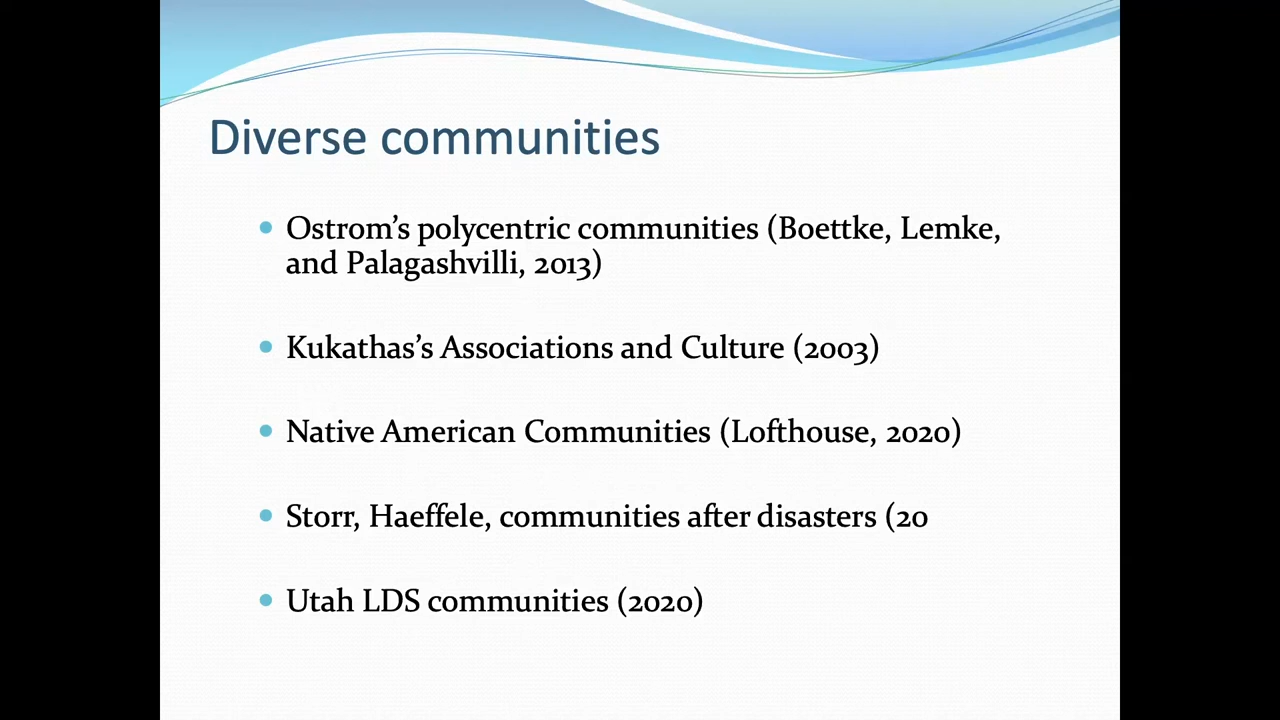 Diverse communities
Ostrom’s polycentric communities (Boettke, Lemke,
and Palagashvilli, 2013)
Kukathas’s Associations and Culture (2003)
Native American Communities (Lofthouse, 2020)
Storr, Haeffele, communities after disasters (20
Utah LDS communities (2020)